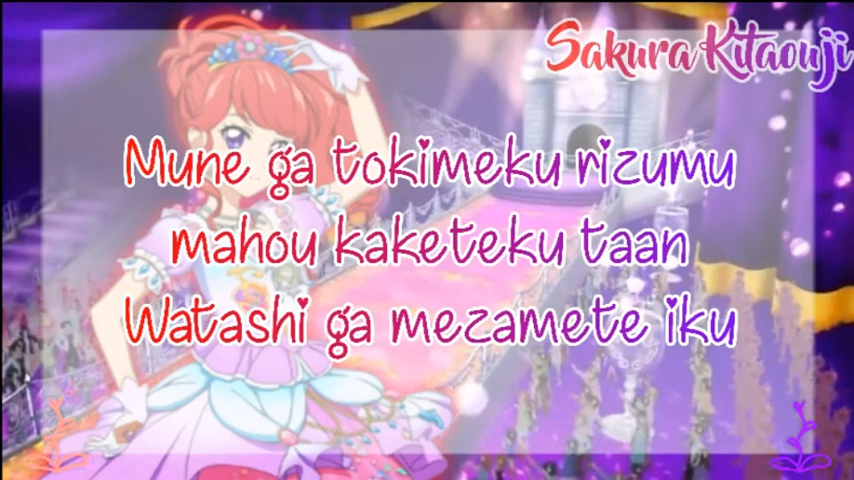 Sakura Kitaouji
Mune ga tokimeku rizumu
mahou kaketeku taan
Watashi ga mezamete iku